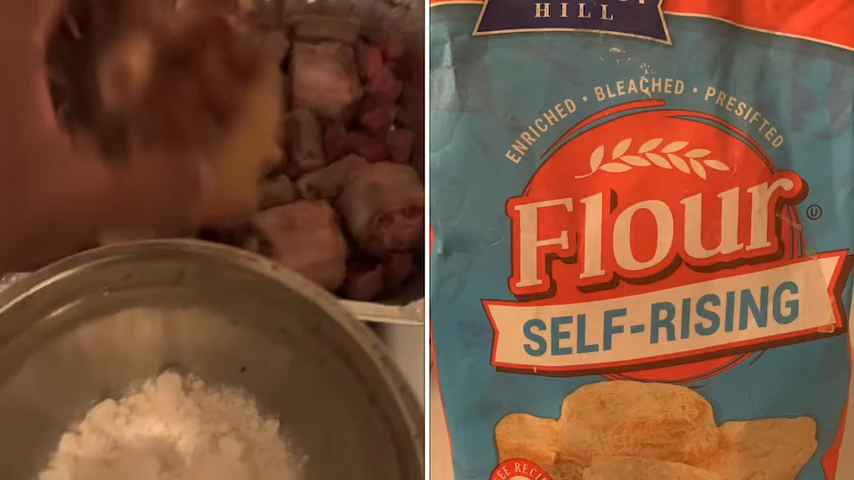 HILL
ENRICHED · BLEACHED · PRESIFTED
Flour
U
SELF-RISING